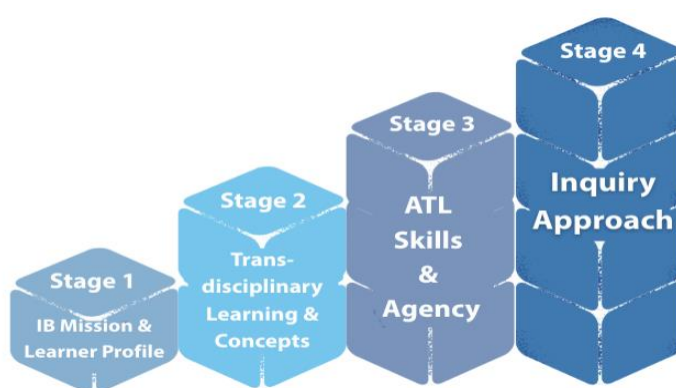 Stage 1
IB Mission &
Learner Profile
Stage 2
Trans-
disciplinary
Learning &
Concepts
Stage 3
ATL
Skills
&
Agency
Stage 4
Inquiry
Approach